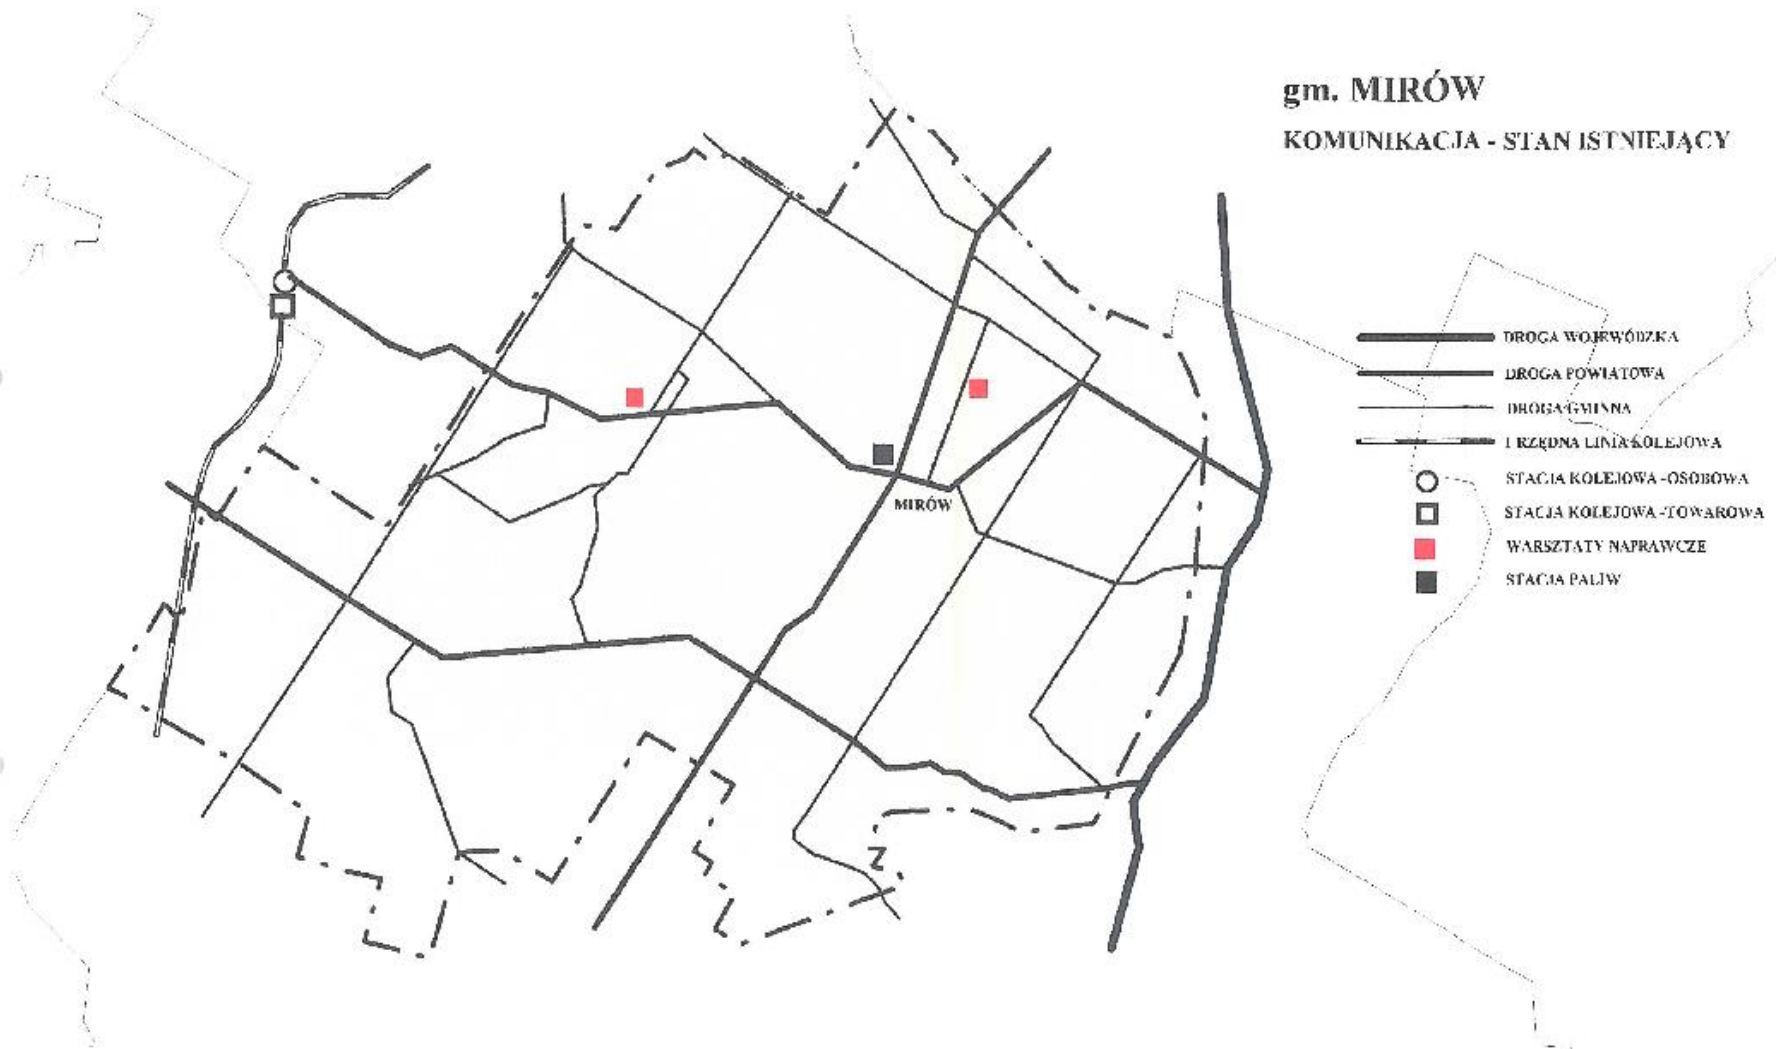 gm. MIRÓW
KOMUNIKACJA - STAN ISTNIEJĄCY
DROGA WOJEWÓDZKA
DROGA POWIATOWA
DROGA GMINNA
I RZĘDNA LINIA KOLEJOWA
STACJA KOLEJOWA -OSOBOWA
STACJA KOLEJOWA -TOWAROWA
WARSZTATY NAPRAWCZE
STACJA PALIW
MIRÓW